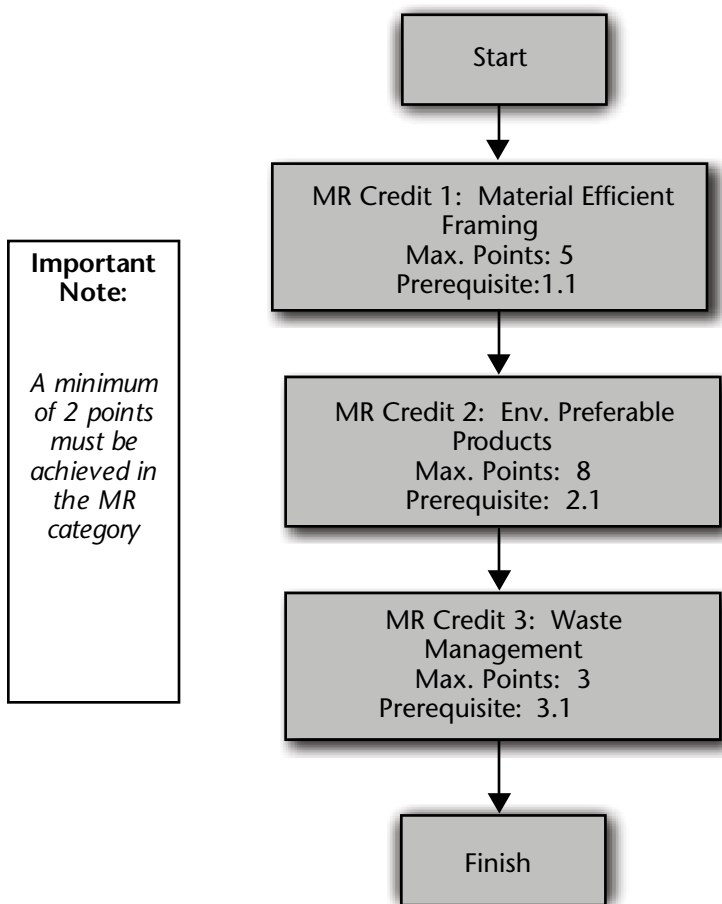 Start
MR Credit 1: Material Efficient
Framing
Max. Points: 5
Prerequisite:1.1
Important
Note:
A minimum
of 2 points
must be
achieved in
the MR
category
MR Credit 2: Env. Preferable
Products
Max. Points: 8
Prerequisite: 2.1
MR Credit 3: Waste
Management
Max. Points: 3
Prerequisite: 3.1
Finish